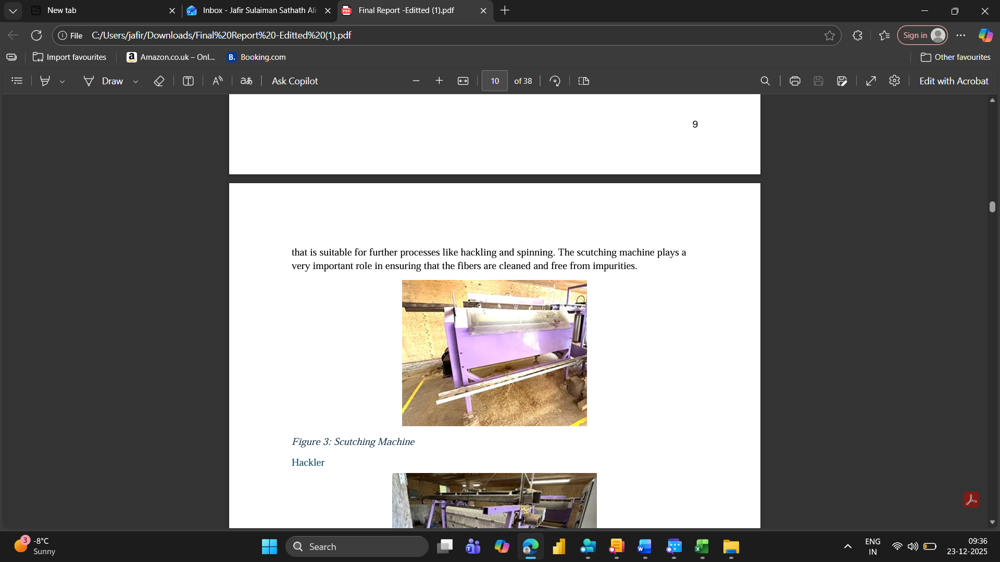 New tab
Inbox - Jafir Sulaiman Sathath Ali
Final Report -Editted (1).pdf
File
C:/Users/jafir/Downloads/Final%20Report%20-Editted%20(1).pdf
Sign in
Import favourites
Amazon.co.uk – Onl...
Booking.com
Other favourites
Draw
Ask Copilot
10
of 38
Edit with Acrobat
9
that is suitable for further processes like hackling and spinning. The scutching machine plays a
very important role in ensuring that the fibers are cleaned and free from impurities.
Figure 3: Scutching Machine
Hackler
3
-8°C
Sunny
Search
ENG
IN
09:36
23-12-2025